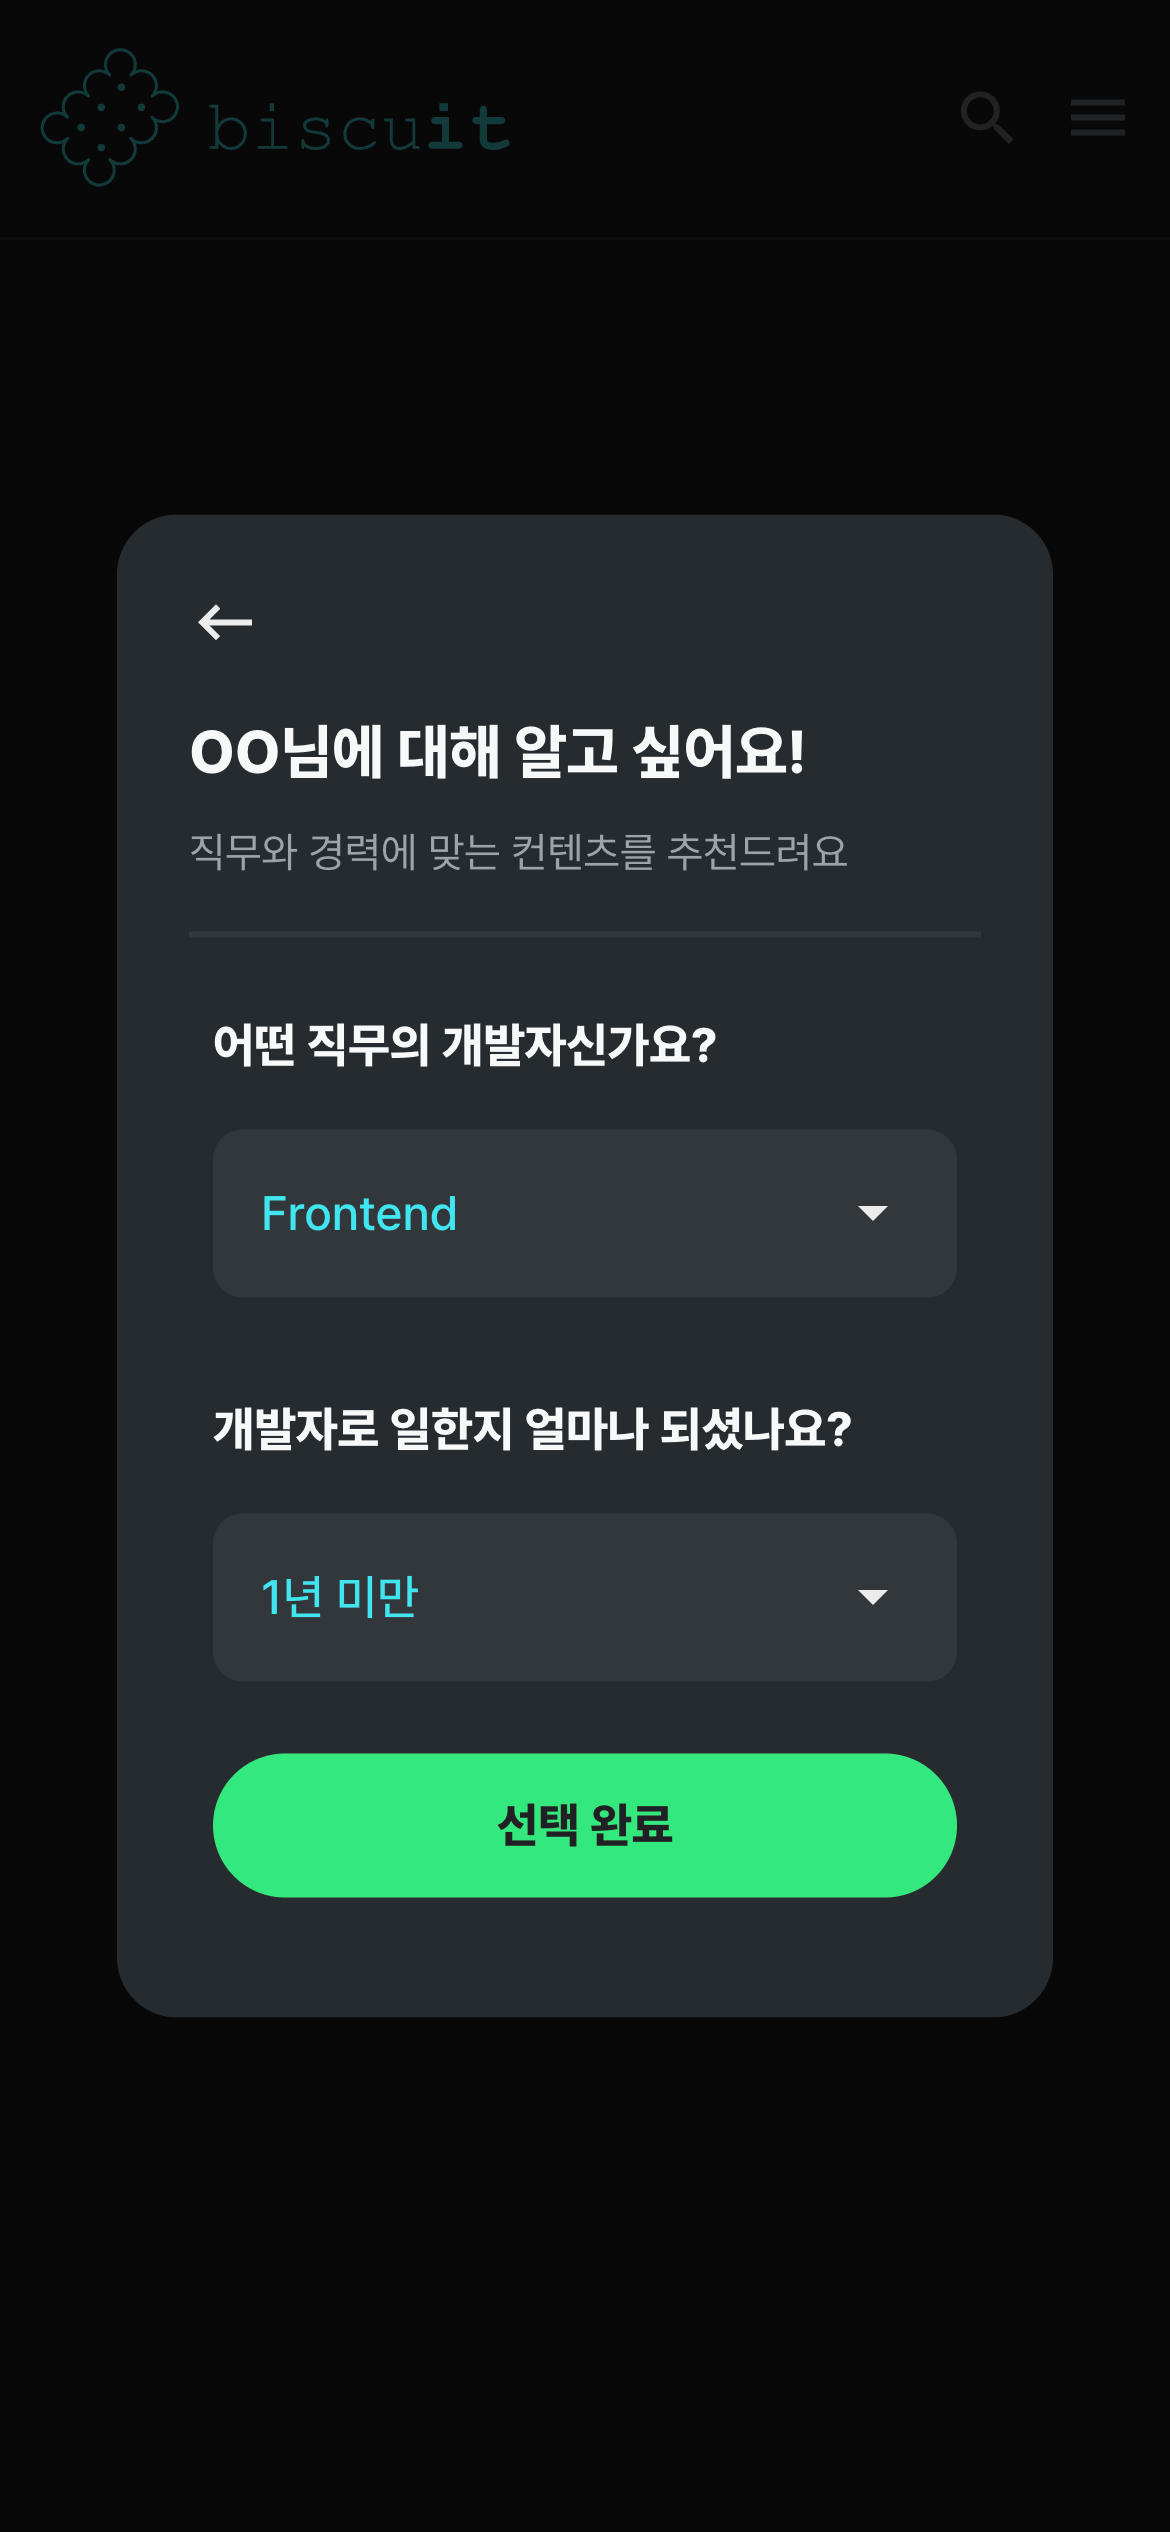 biscuit
OO님에 대해 알고 싶어요!
직무와 경력에 맞는 컨텐츠를 추천드려요
어떤 직무의 개발자신가요?
Frontend
개발자로 일한지 얼마나 되셨나요?
1년 미만
선택 완료